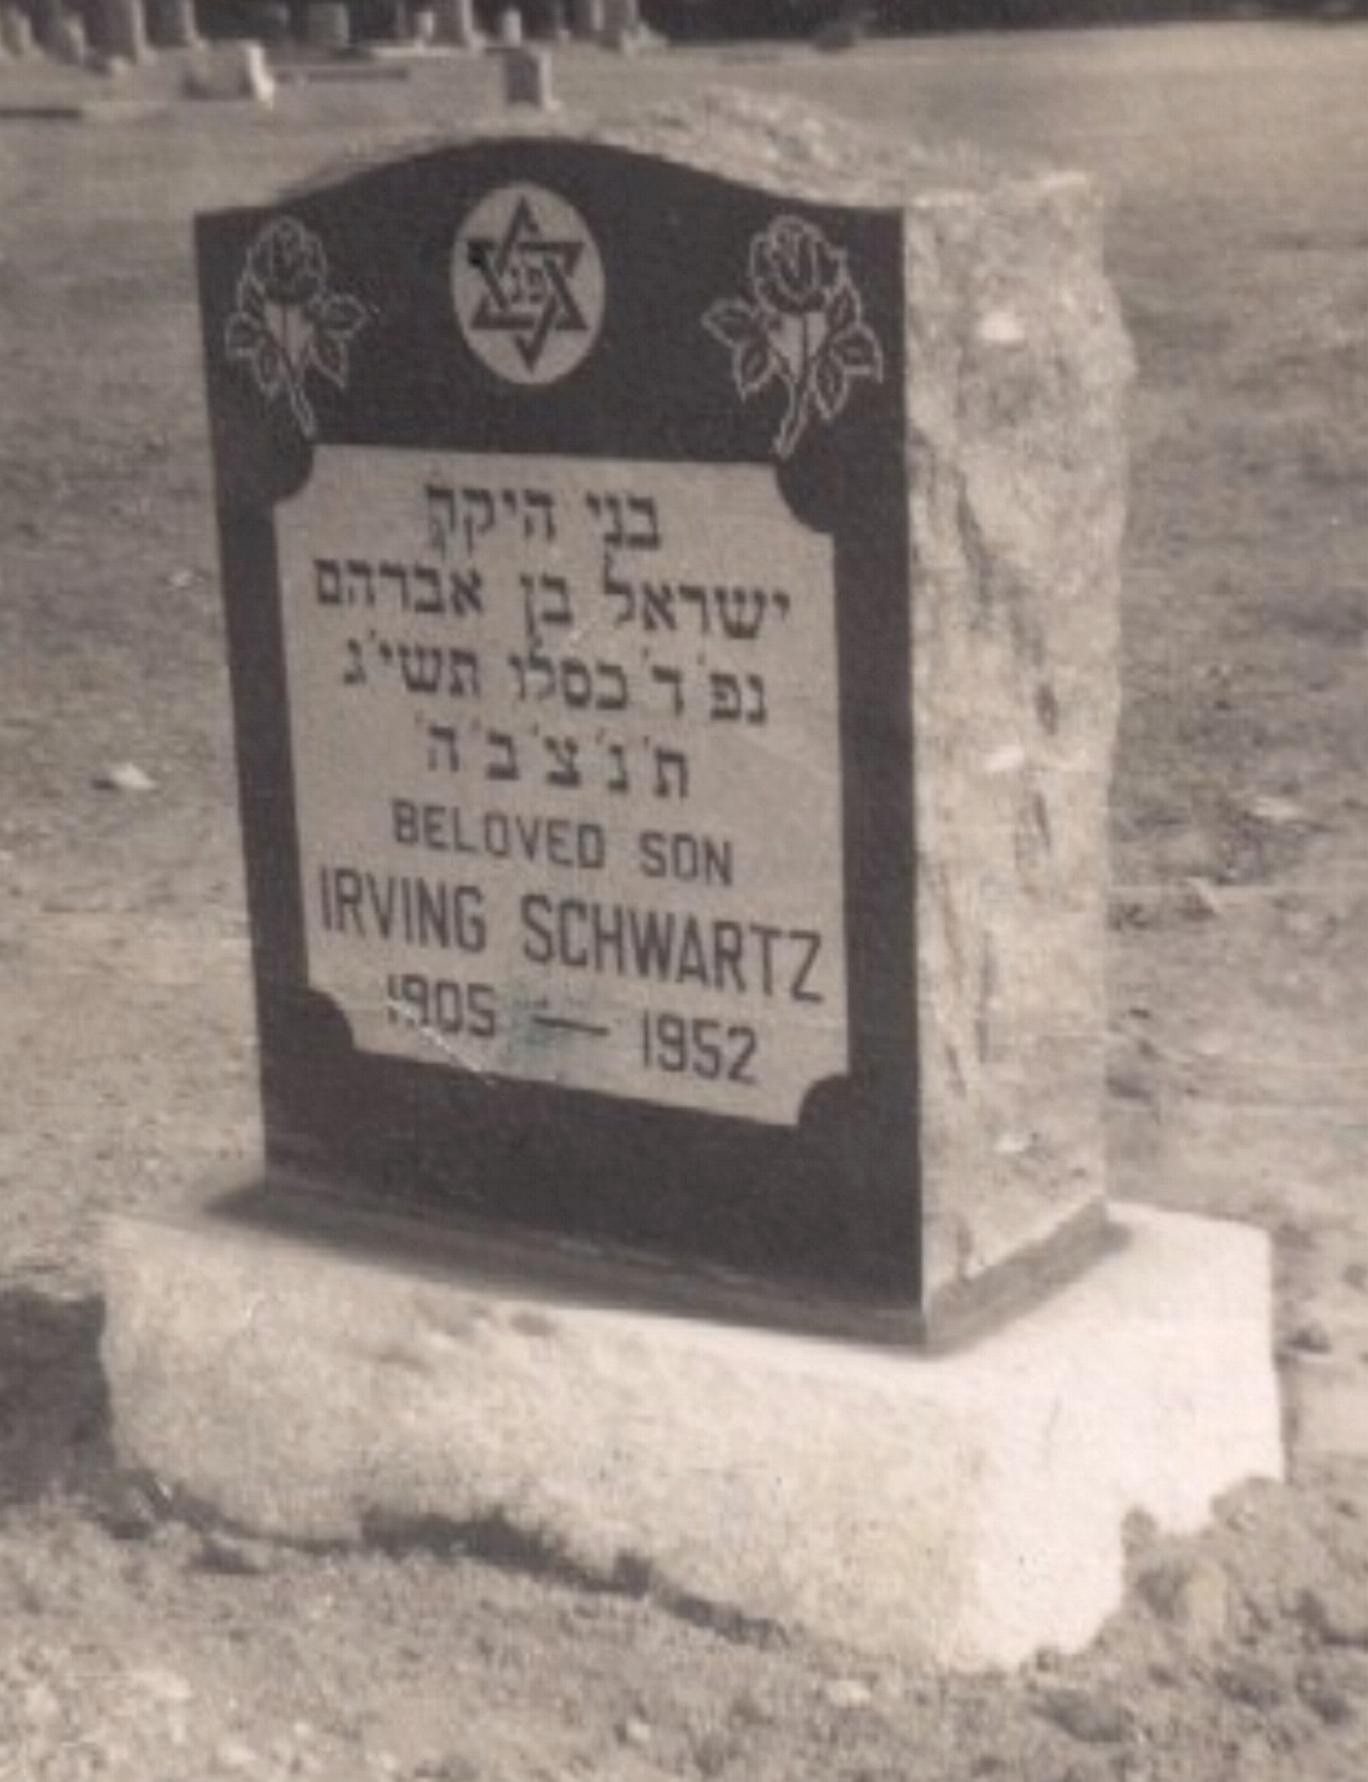 בני היקר
ישראל בן אברהם
נפ' ד' כסלו תשי'ג
ת' נ' צ' ב' ה'
BELOVED SON
IRVING SCHWARTZ
1905 — 1952